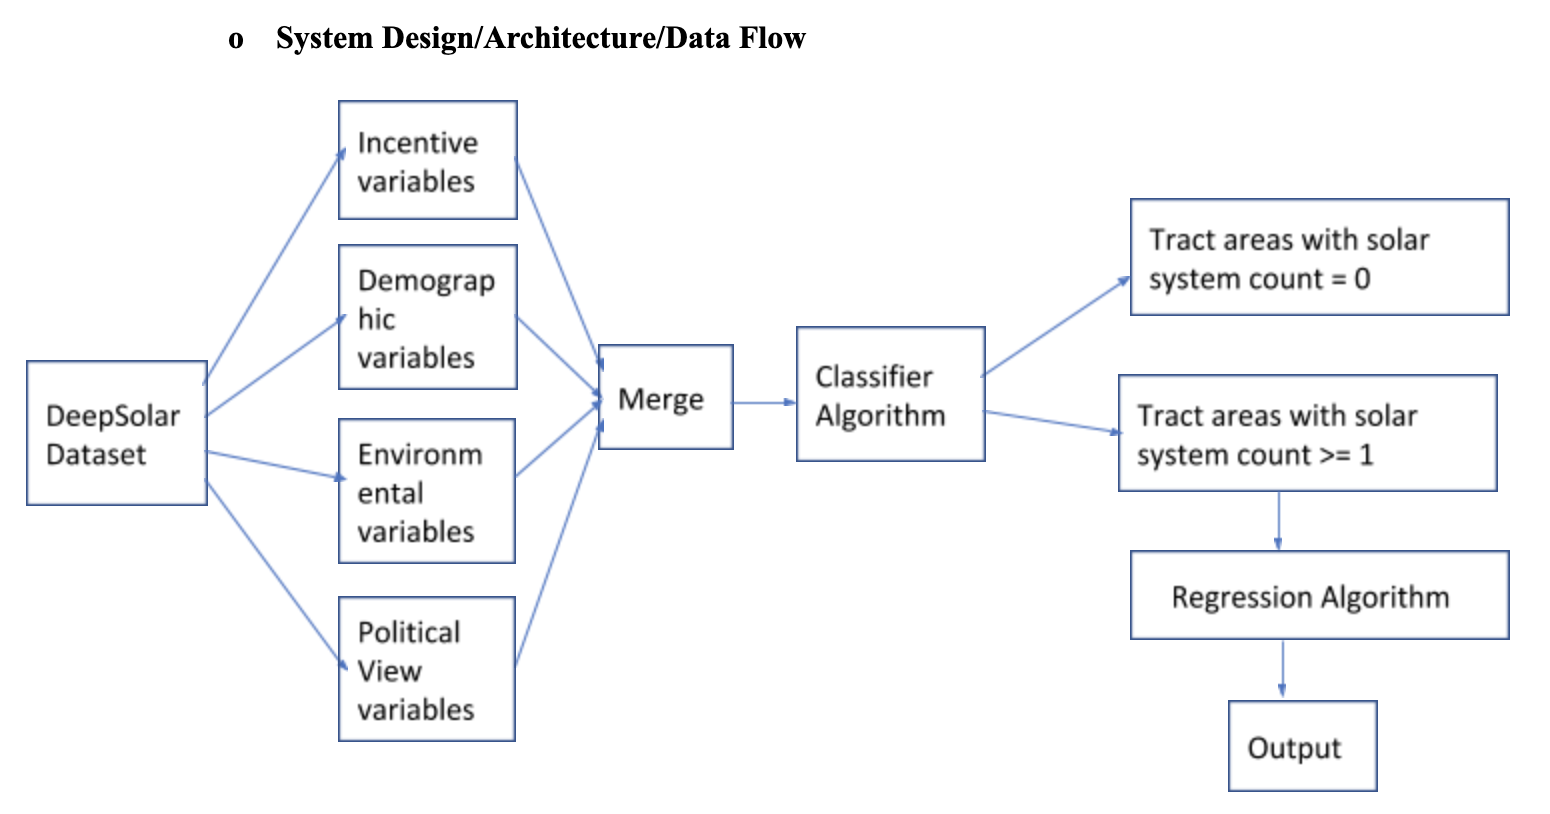 o System Design/Architecture/Data Flow
Incentive
variables
Demograp
hic
variables
DeepSolar
Dataset
Environm
ental
variables
Political
View
variables
Merge
Classifier
Algorithm
Tract areas with solar
system count = 0
Tract areas with solar
system count >= 1
Regression Algorithm
Output